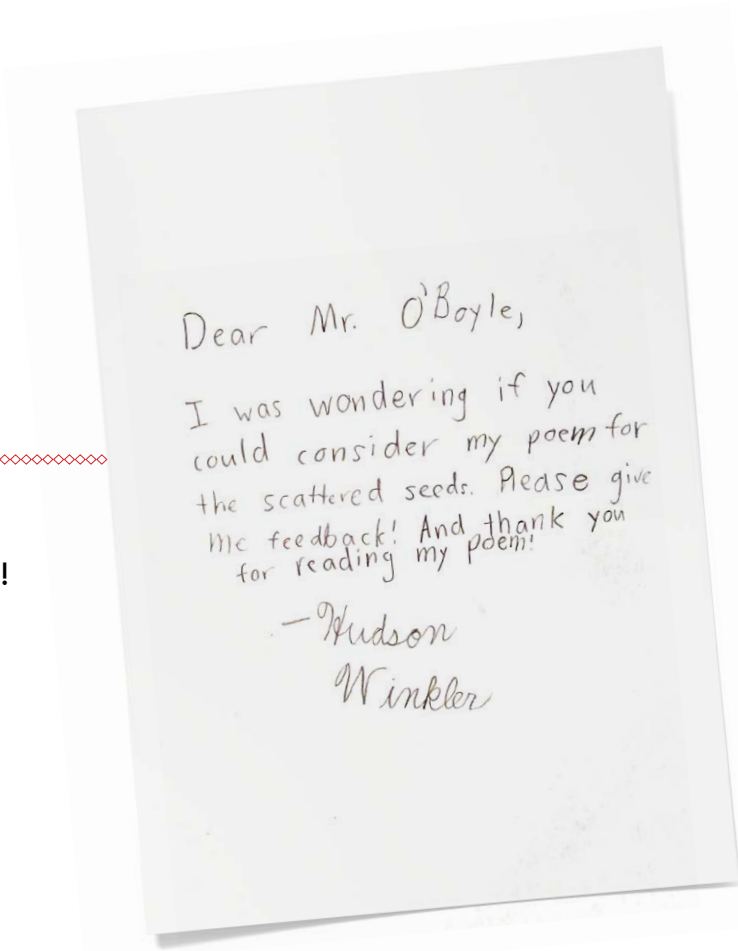 Dear Mr. O'Boyle,
I was wondering if you
could consider my poem for
the scattered seeds. Please give
me feedback! And thank you
for reading my poem!
—Hudson
Winkler
!